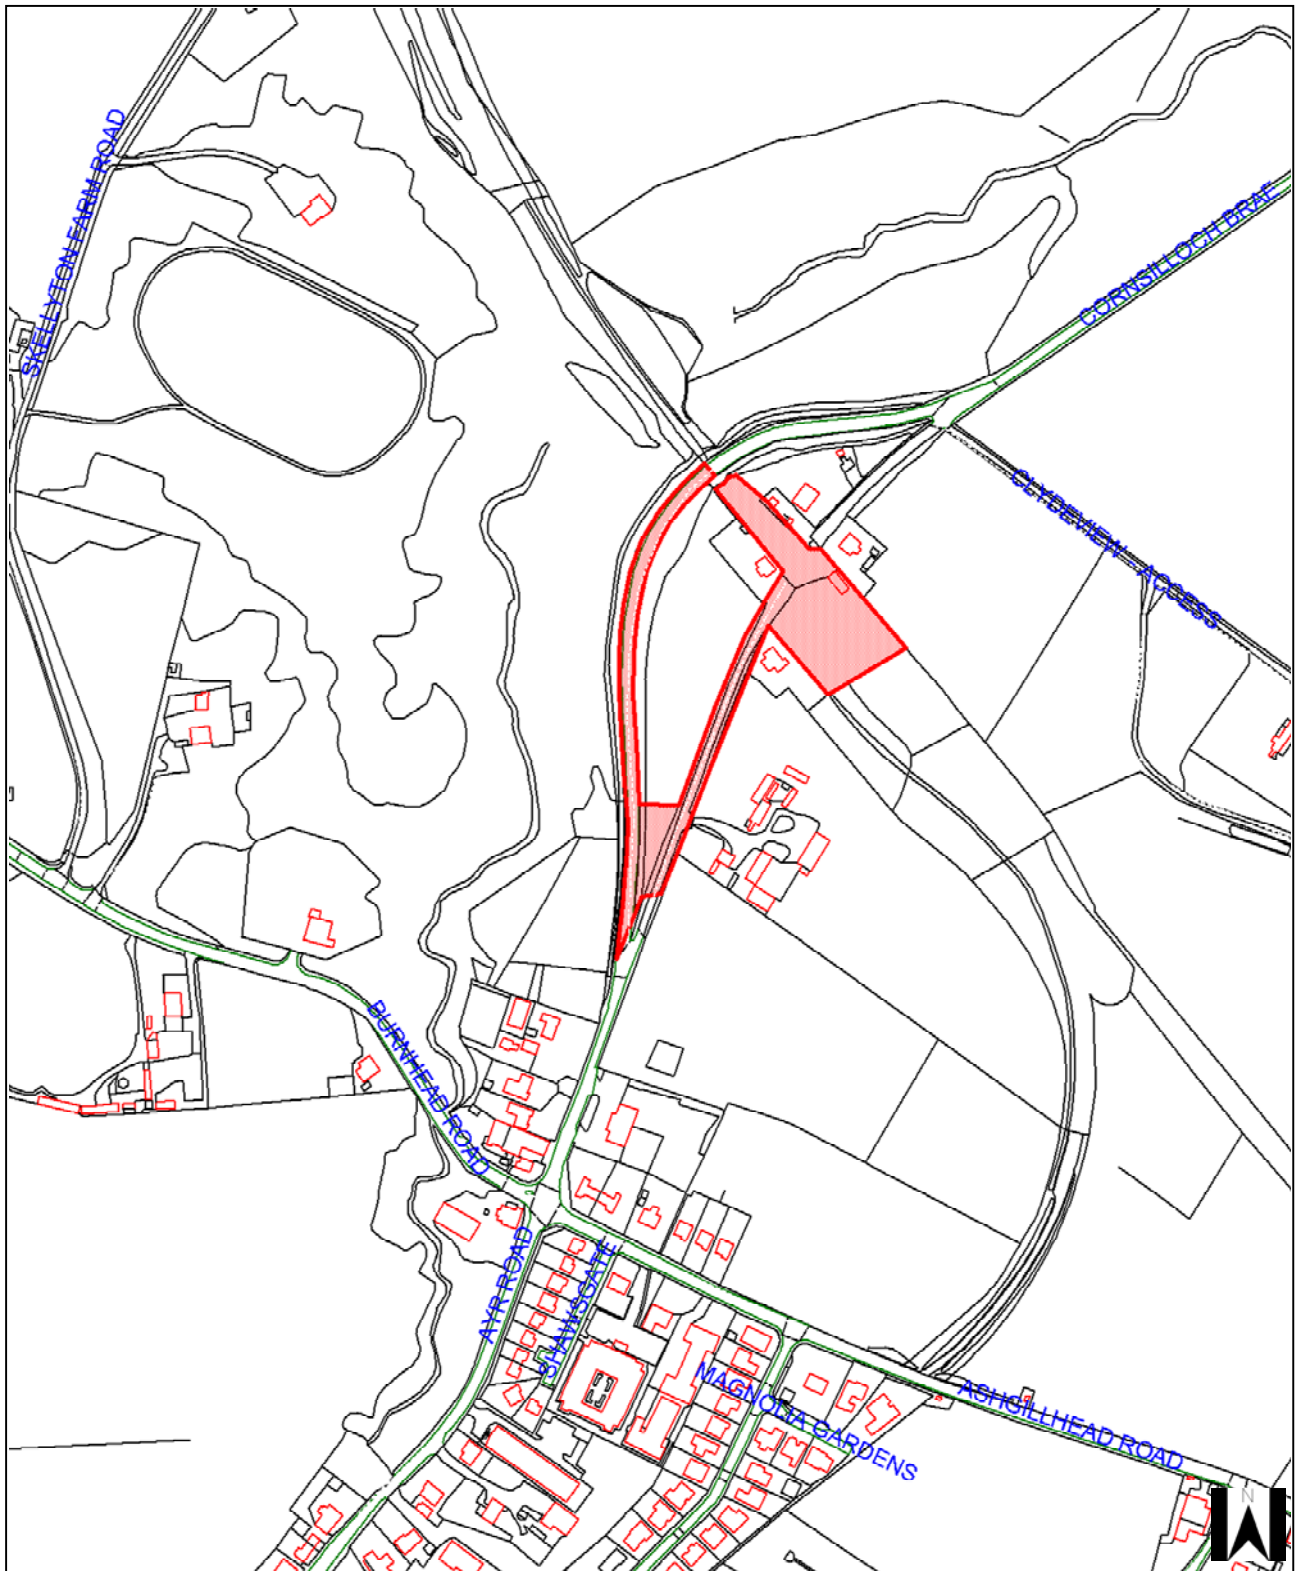 SKELLYTON FARM ROAD
CORNSILLOCH BRAE
CLYDEVIEW - ACCESS
BURNHEAD ROAD
AYR ROAD
SHAWSGATE
MAGNOLIA GARDENS
ASHGILLHEAD ROAD
N